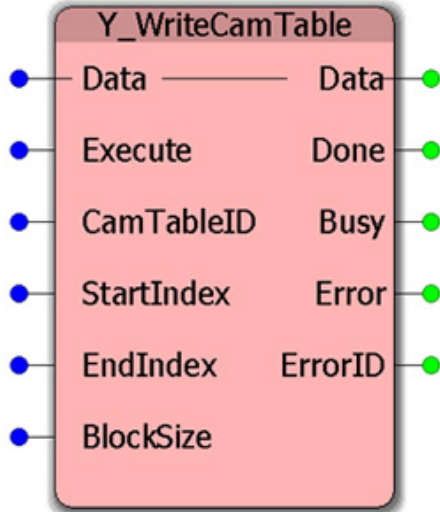 Y_WriteCamTable
Data Data
Execute Done
CamTableID Busy
StartIndex Error
EndIndex ErrorID
BlockSize